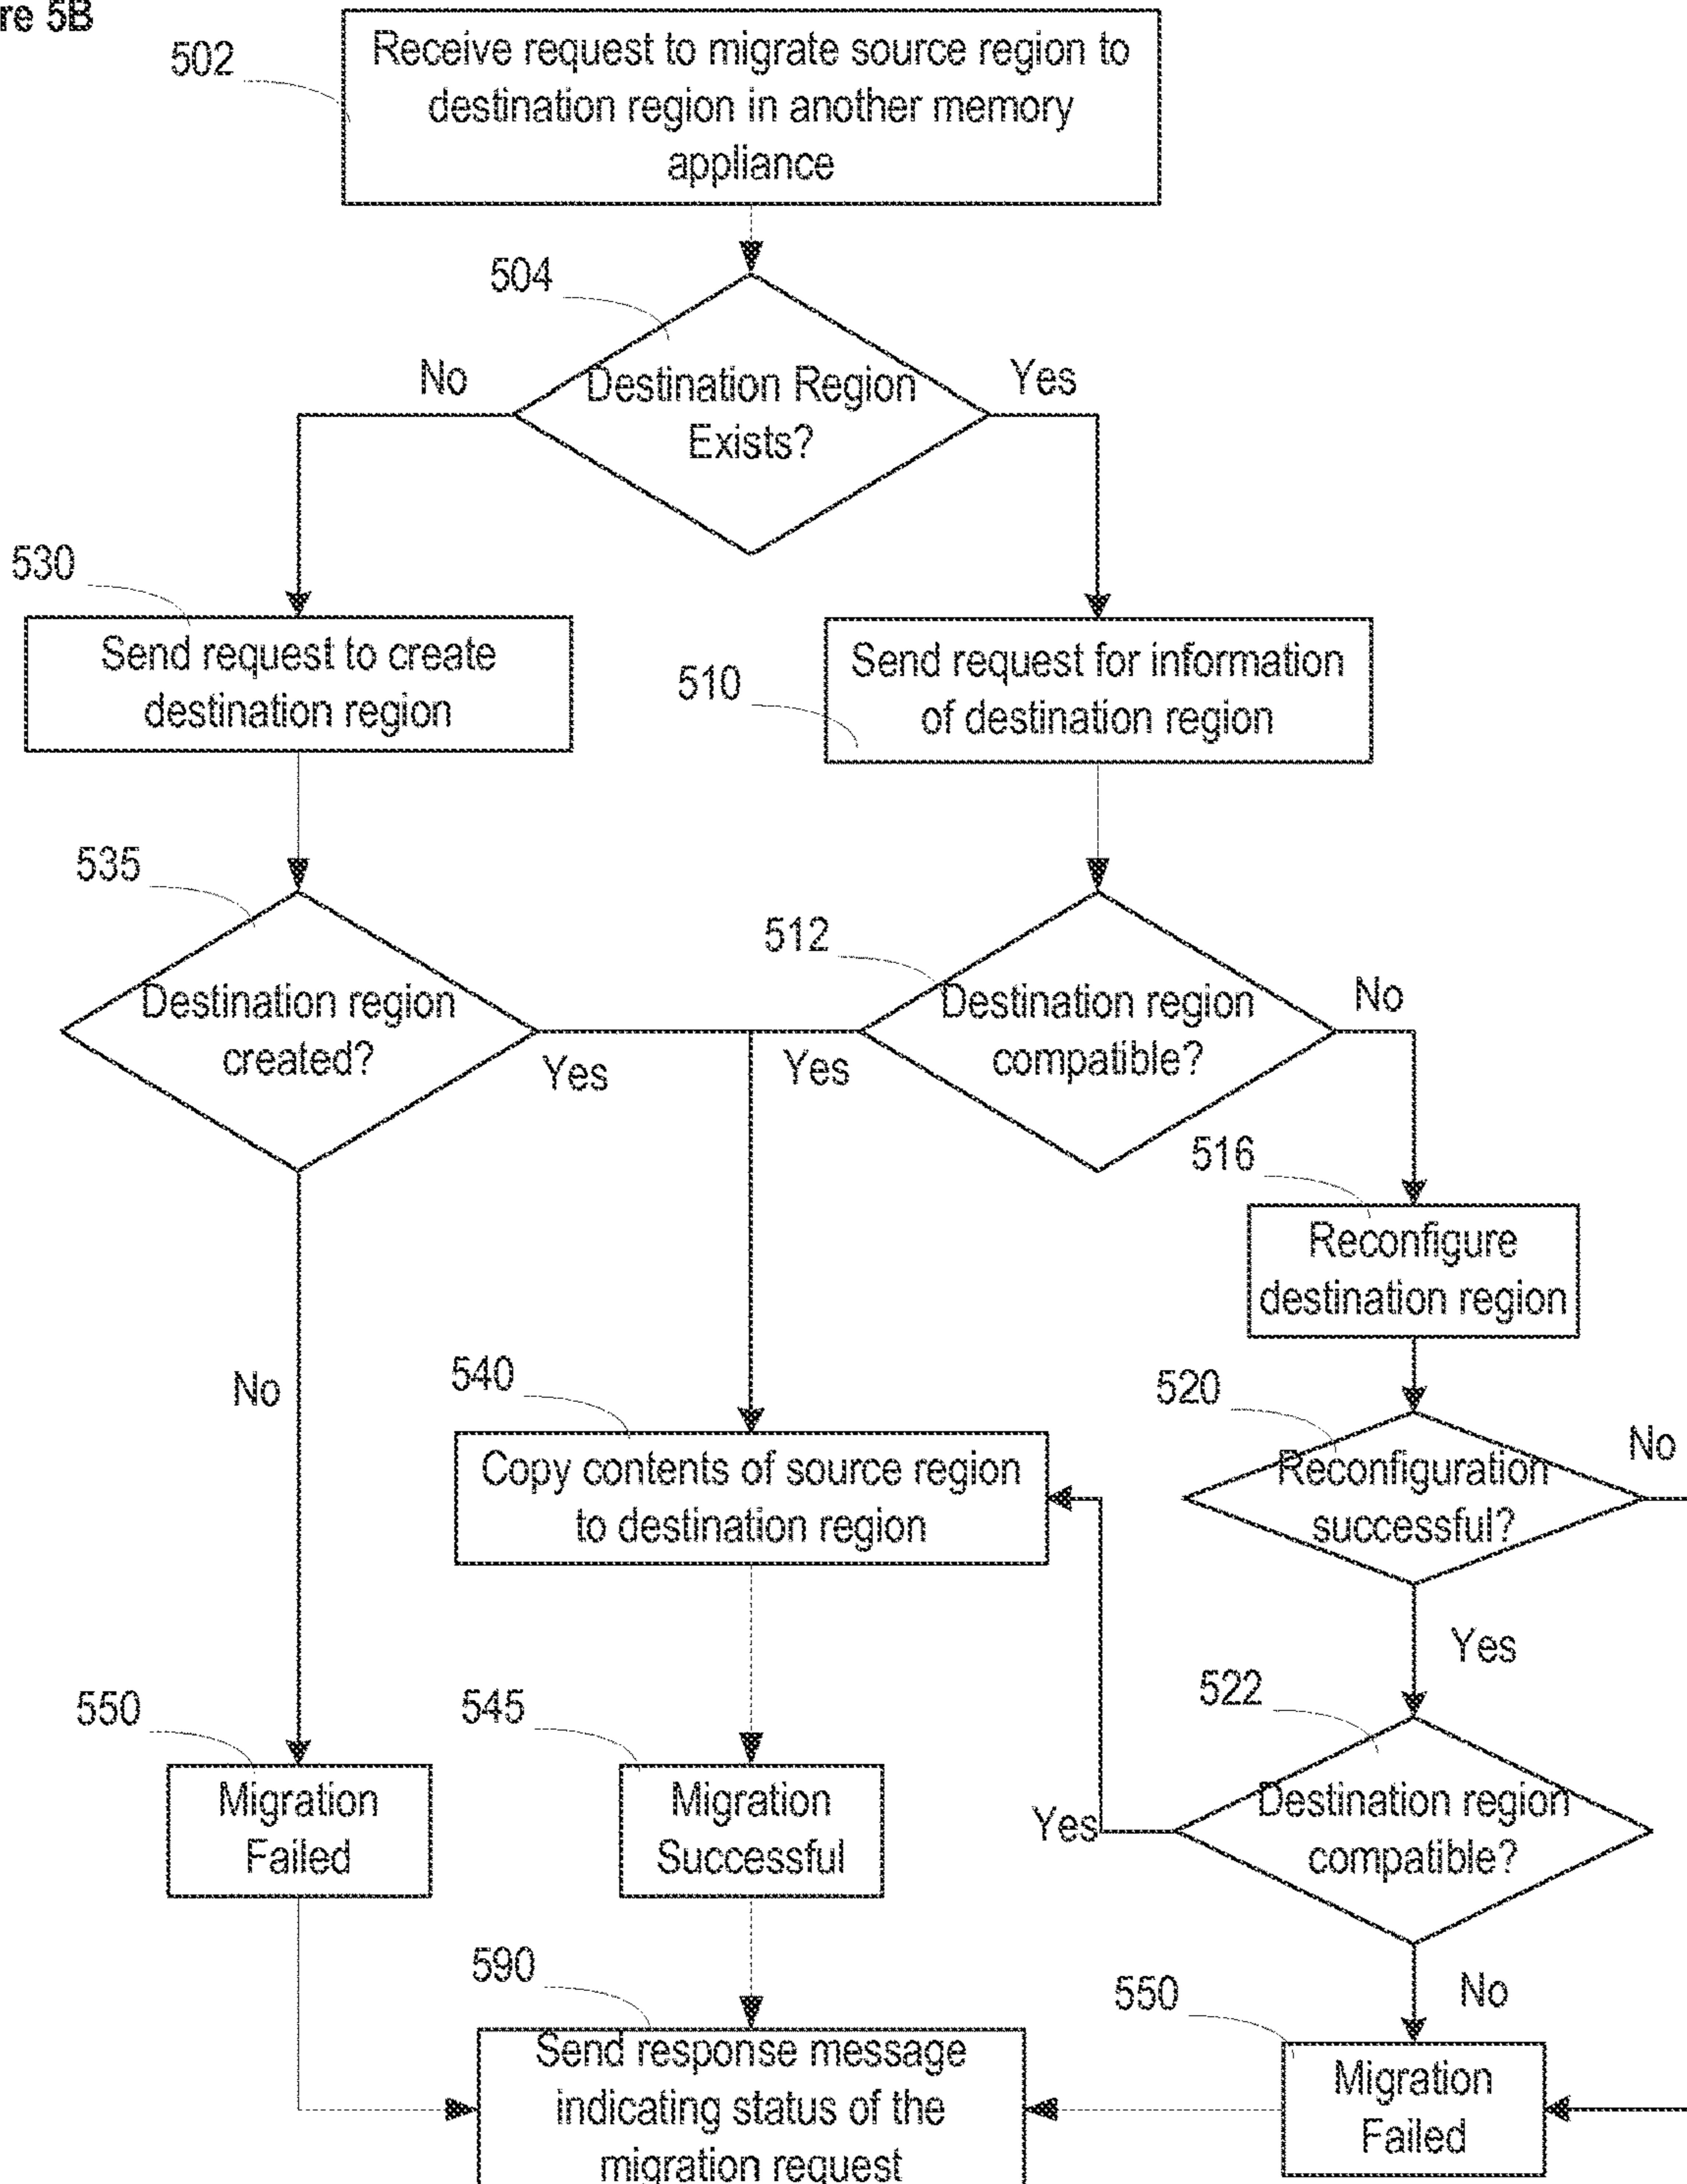 re 5B
502
Receive request to migrate source region to
destination region in another memory
appliance
504
No
Destination Region
Exists?
Yes
530
Send request to create
destination region
510
Send request for information
of destination region
535
Destination region
created?
Yes
512
Destination region
compatible?
Yes
No
516
Reconfigure
destination region
No
540
Copy contents of source region
to destination region
520
Reconfiguration
successful?
No
Yes
550
Migration
Failed
545
Migration
Successful
522
Destination region
compatible?
Yes
No
590
Send response message
indicating status of the
migration request
550
Migration
Failed